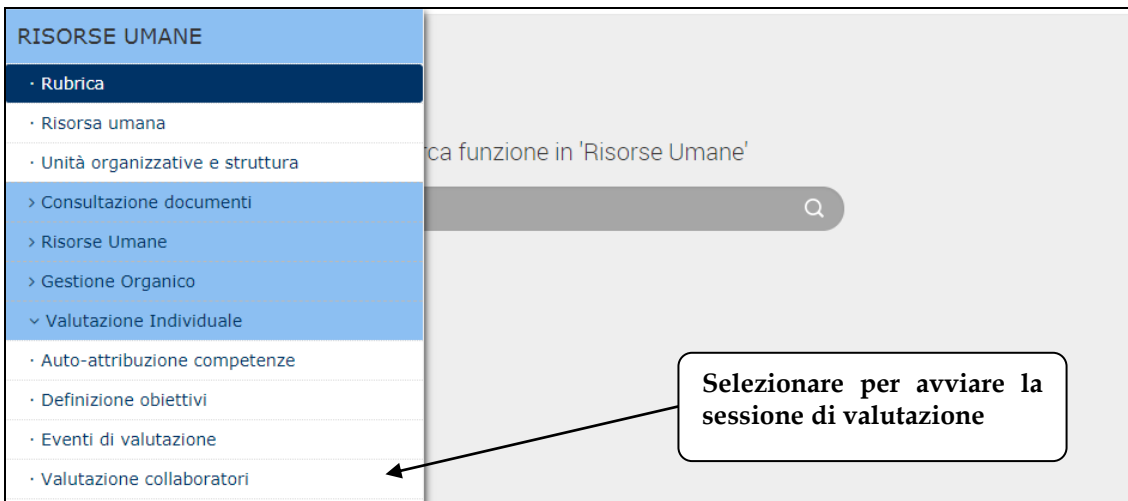 RISORSE UMANE
· Rubrica
· Risorsa umana
· Unità organizzative e struttura
> Consultazione documenti
> Risorse Umane
> Gestione Organico
˅ Valutazione Individuale
· Auto-attribuzione competenze
· Definizione obiettivi
· Eventi di valutazione
· Valutazione collaboratori
rca funzione in 'Risorse Umane'
Selezionare per avviare la
sessione di valutazione